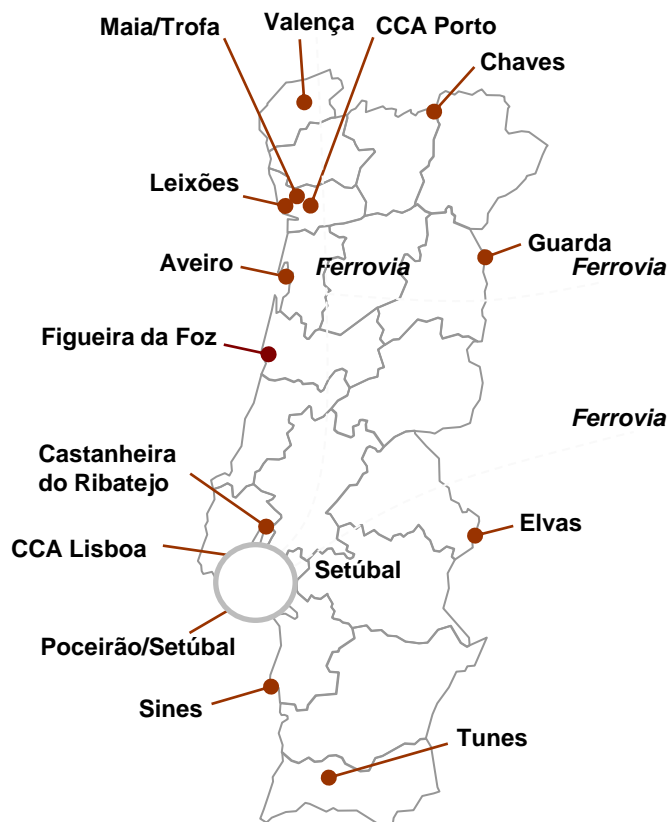 Maia/Trofa
Valença
CCA Porto
Chaves
Leixões
Guarda
Aveiro
Ferrovia
Ferrovia
Figueira da Foz
Ferrovia
Castanheira
do Ribatejo
Elvas
CCA Lisboa
Setúbal
Poceirão/Setúbal
Sines
Tunes